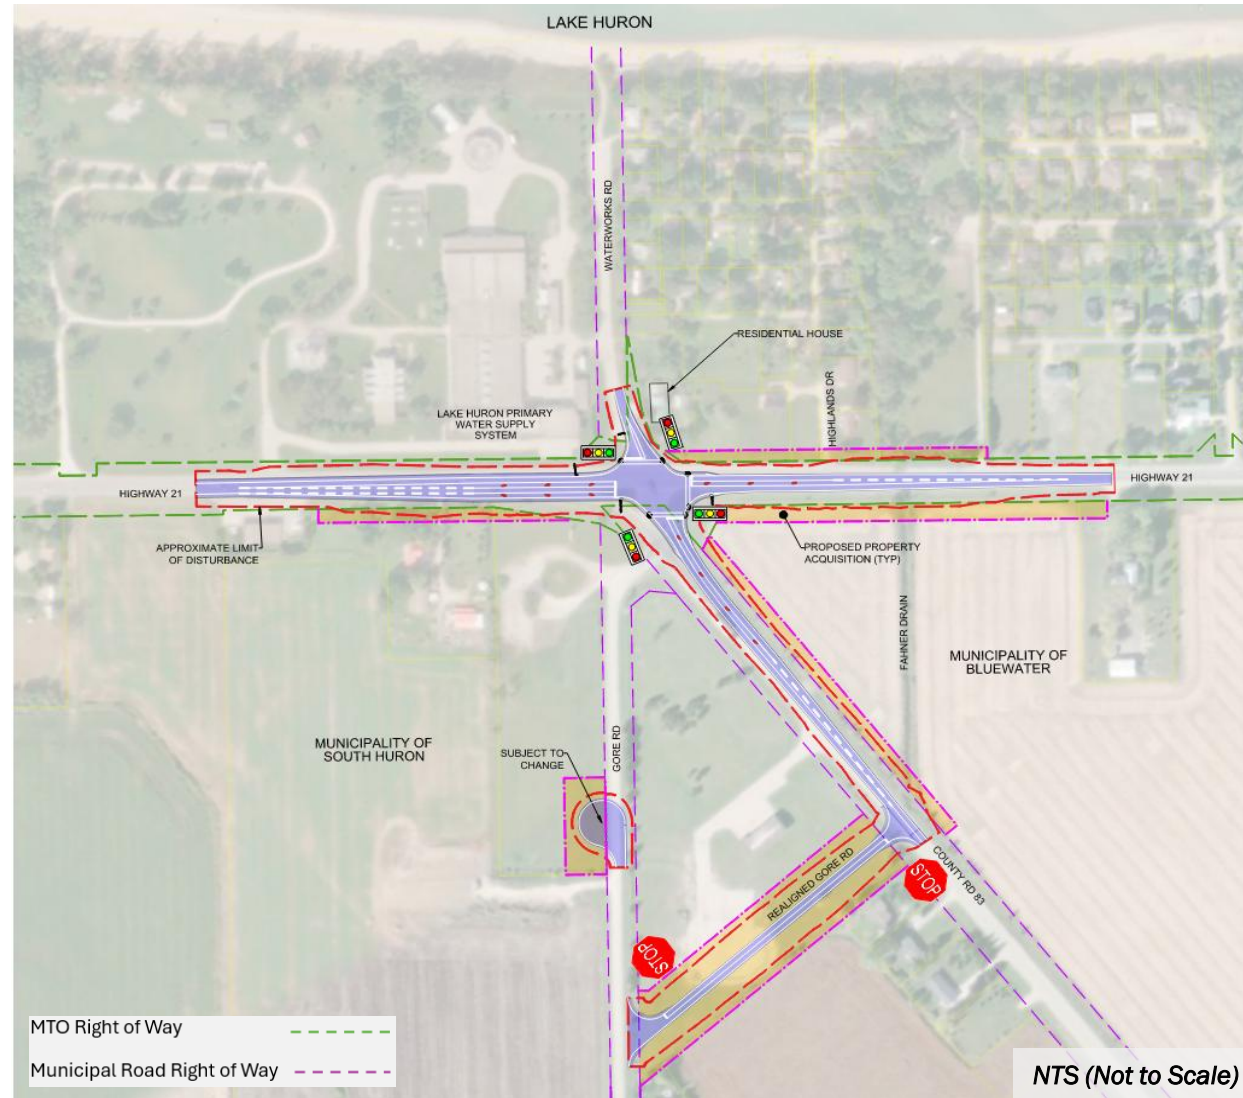 LAKE HURON
WATERWORKS RD
RESIDENTIAL HOUSE
HIGHLANDS DR
LAKE HURON PRIMARY
WATER SUPPLY
SYSTEM
HIGHWAY 21
HIGHWAY 21
APPROXIMATE LIMIT
OF DISTURBANCE
PROPOSED PROPERTY
ACQUISITION (TYP)
FAHNER DRAIN
MUNICIPALITY OF
BLUEWATER
MUNICIPALITY OF
SOUTH HURON
SUBJECT TO
CHANGE
GORE RD
REALIGNED GORE RD
COUNTY RD 83
STOP
STOP
MTO Right of Way
Municipal Road Right of Way
NTS (Not to Scale)